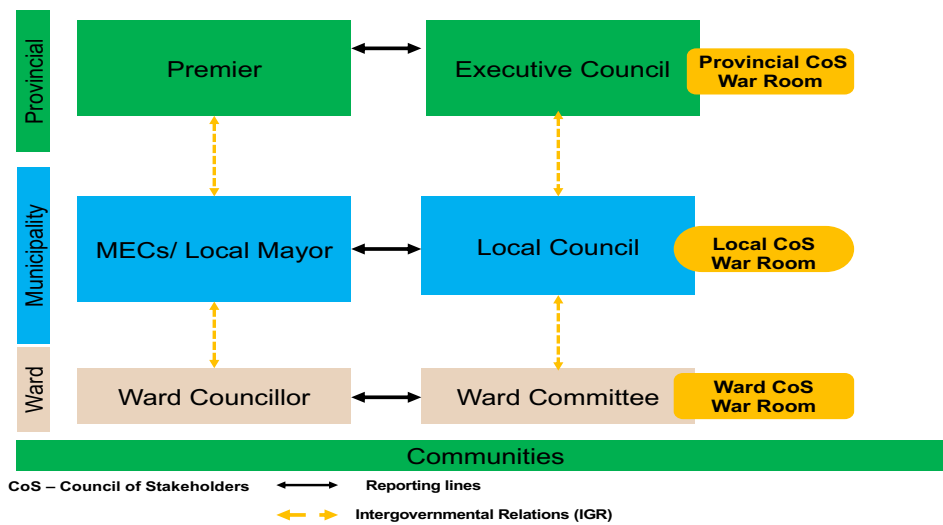 Provincial
Premier
Executive Council
Provincial CoS
War Room
Municipality
MECs/ Local Mayor
Local Council
Local CoS
War Room
Ward
Ward Councillor
Ward Committee
Ward CoS
War Room
Communities
CoS – Council of Stakeholders
Reporting lines
Intergovernmental Relations (IGR)